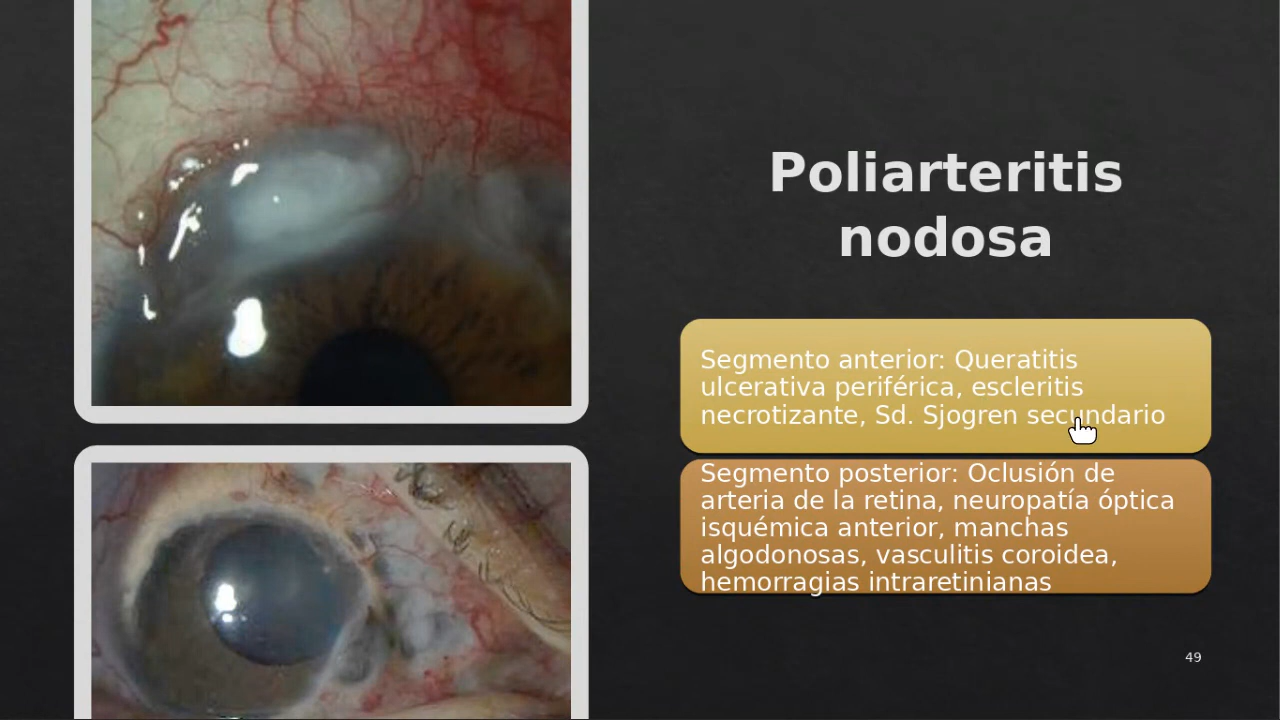 Poliarteritis
nodosa
Segmento anterior: Queratitis
ulcerativa periférica, escleritis
necrotizante, Sd. Sjogren secundario
Segmento posterior: Oclusión de
arteria de la retina, neuropatía óptica
isquémica anterior, manchas
algodonosas, vasculitis coroidea,
hemorragias intraretinianas
49